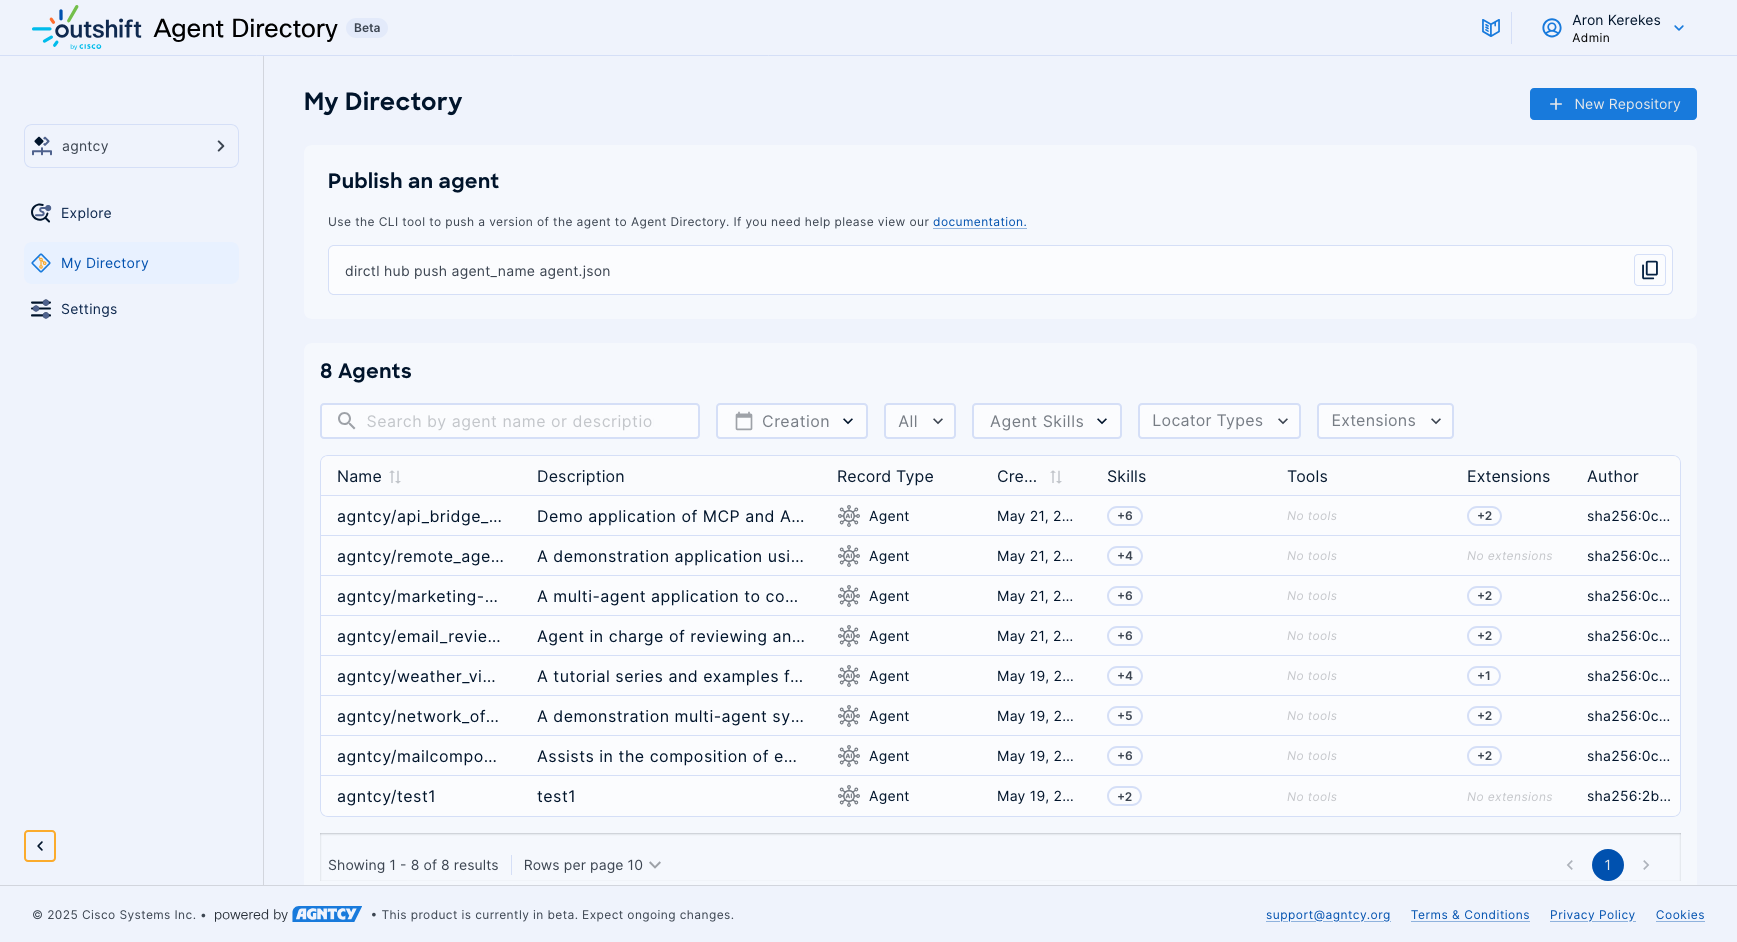 outshift by CISCO Agent Directory Beta
Aron Kerekes
Admin
agntcy
Explore
My Directory
Settings
My Directory
New Repository
Publish an agent
Use the CLI tool to push a version of the agent to Agent Directory. If you need help please view our documentation.
dirctl hub push agent_name agent.json
8 Agents
Search by agent name or descriptio Creation All Agent Skills Locator Types Extensions
Name Description Record Type Cre... Skills Tools Extensions Author
agntcy/api_bridge_... Demo application of MCP and A... AI Agent May 21, 2... +6 No tools +2 sha256:0c...
agntcy/remote_age... A demonstration application usi... AI Agent May 21, 2... +4 No tools No extensions sha256:0c...
agntcy/marketing-... A multi-agent application to co... AI Agent May 21, 2... +6 No tools +2 sha256:0c...
agntcy/email_revie... Agent in charge of reviewing an... AI Agent May 21, 2... +6 No tools +2 sha256:0c...
agntcy/weather_vi... A tutorial series and examples f... AI Agent May 19, 2... +4 No tools +1 sha256:0c...
agntcy/network_of... A demonstration multi-agent sy... AI Agent May 19, 2... +5 No tools +2 sha256:0c...
agntcy/mailcompo... Assists in the composition of e... AI Agent May 19, 2... +6 No tools +2 sha256:0c...
agntcy/test1 test1 AI Agent May 19, 2... +2 No tools No extensions sha256:2b...
Showing 1 - 8 of 8 results Rows per page 10 1
© 2025 Cisco Systems Inc. • powered by AGNTCY • This product is currently in beta. Expect ongoing changes. support@agntcy.org Terms & Conditions Privacy Policy Cookies